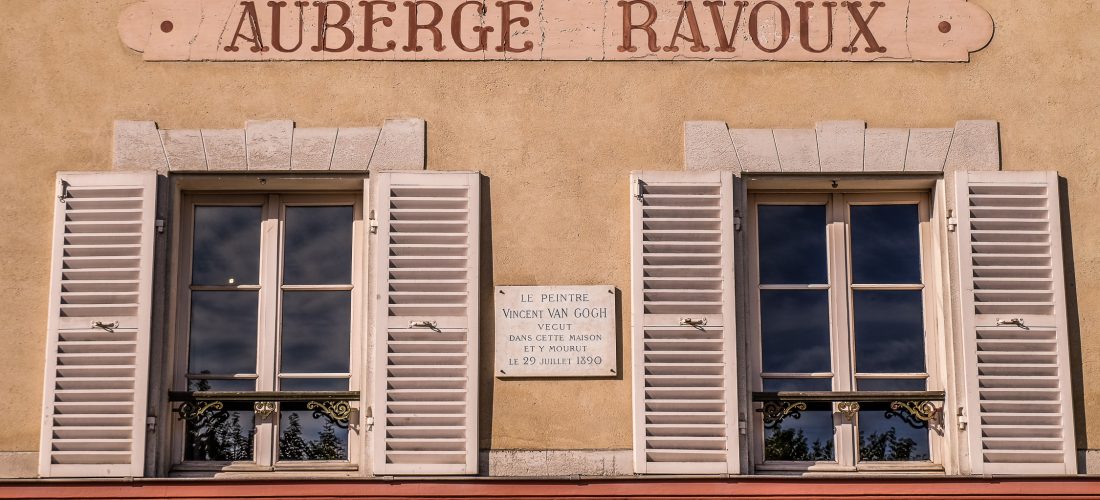 AUBERGE RAVOUX
LE PEINTRE
VINCENT VAN GOGH
VECUT
DANS CETTE MAISON
ET Y MOURUT
LE 29 JUILLET 1890